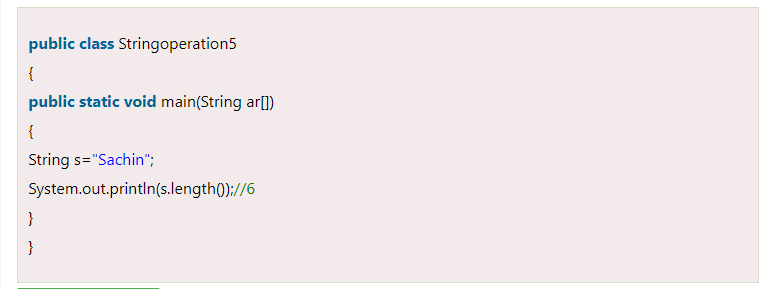 public class Stringoperation5
{
public static void main(String ar[])
{
String s="Sachin";
System.out.println(s.length());//6
}
}